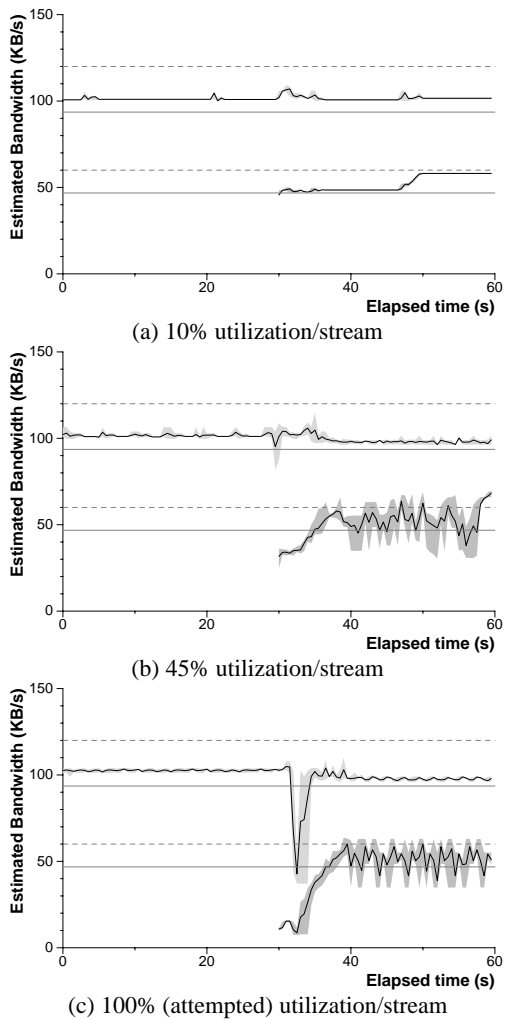 Estimated Bandwidth (KB/s)
150
100
50
0
0
20
40
60
Elapsed time (s)
(a) 10% utilization/stream
Estimated Bandwidth (KB/s)
150
100
50
0
0
20
40
60
Elapsed time (s)
(b) 45% utilization/stream
Estimated Bandwidth (KB/s)
150
100
50
0
0
20
40
60
Elapsed time (s)
(c) 100% (attempted) utilization/stream